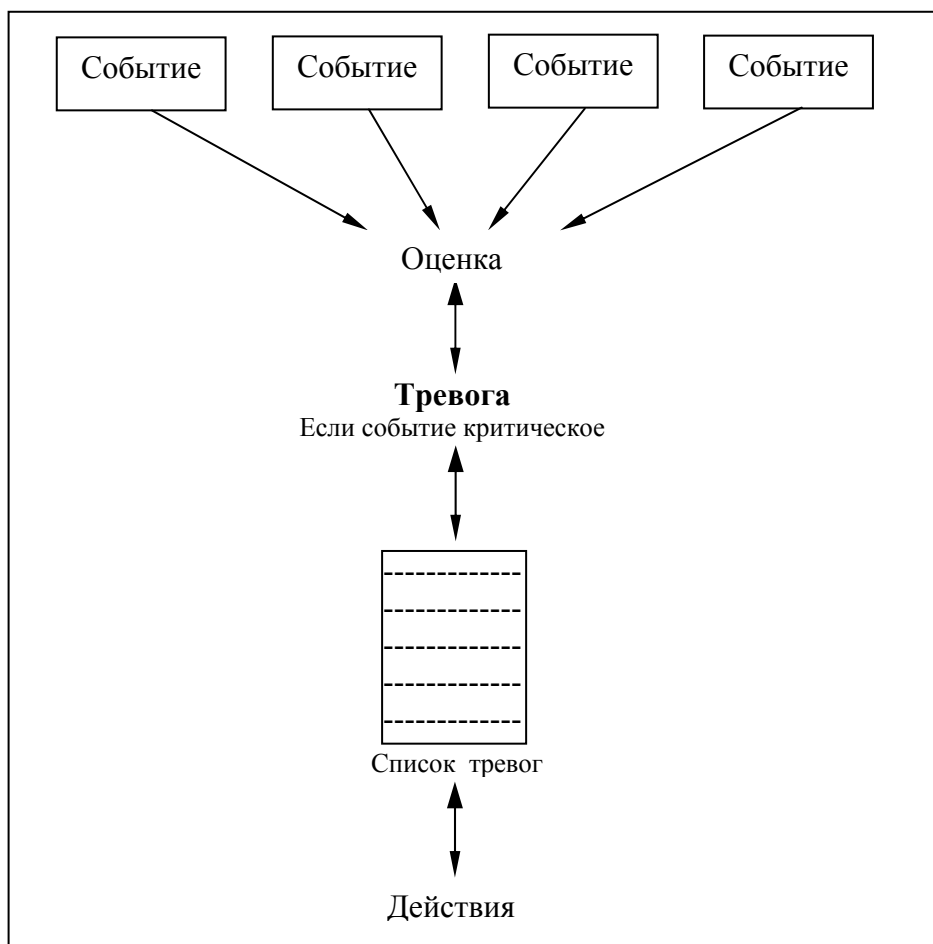 Событие
Событие
Событие
Событие
Оценка
Тревога
Если событие критическое
Список тревог
Действия